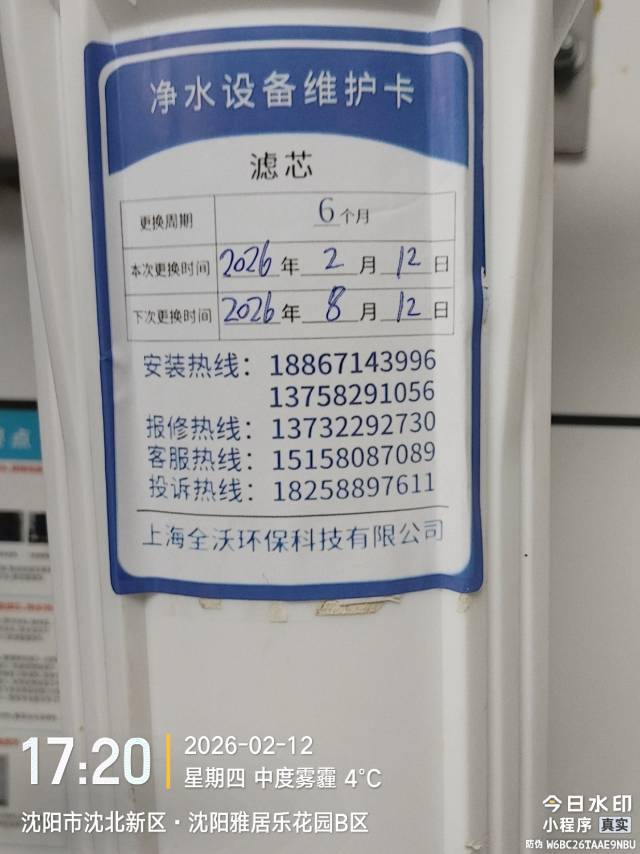 净水设备维护卡
滤芯
更换周期 6个月
本次更换时间 2026年2月12日
下次更换时间 2026年8月12日
安装热线：18867143996
13758291056
报修热线：13732292730
客服热线：15158087089
投诉热线：18258897611
上海全沃环保科技有限公司
点
17:20
2026-02-12
星期四 中度雾霾 4°C
沈阳市沈北新区·沈阳雅居乐花园B区
今日水印
小程序 真实
防伪 W6BC26TAAE9NBU